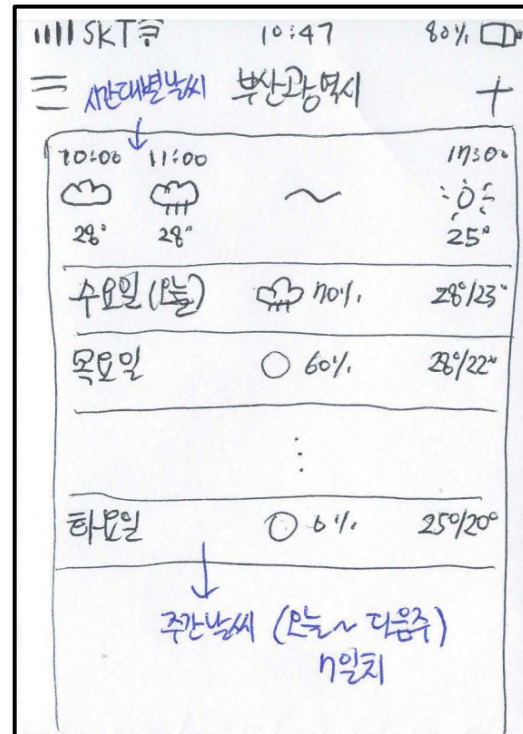 SKT 10:47 80%
시간대별날씨 부산광역시 +
10:00 11:00 17:00
28° 28° ~ 25°
수요일 (오늘) 70% 28°/23°
목요일 60% 28°/22°
⋮
화요일 0% 25°/20°
주간날씨 (오늘~다음주)
7일치